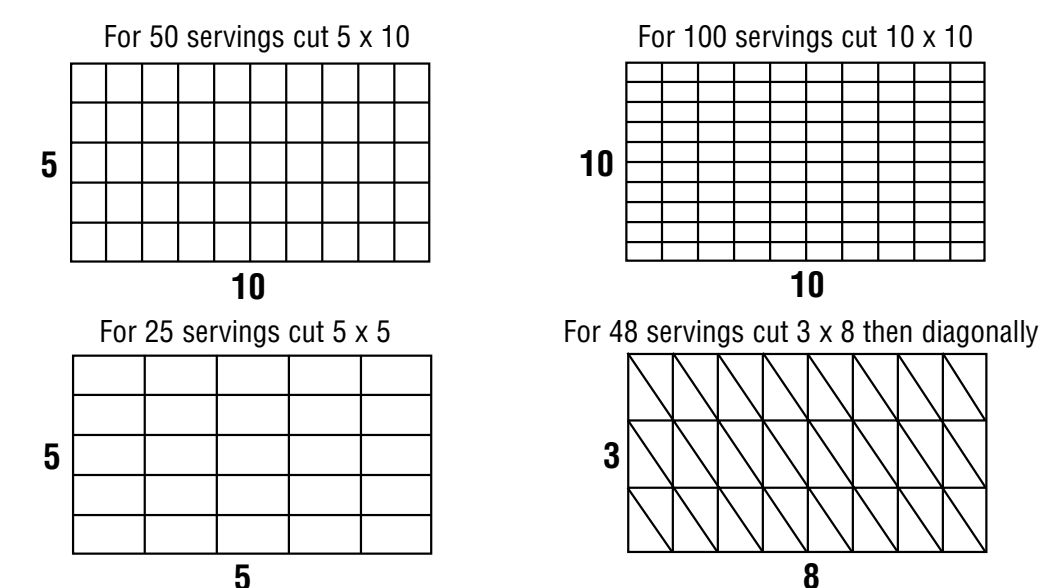 For 50 servings cut 5 x 10
5
10
For 100 servings cut 10 x 10
10
10
For 25 servings cut 5 x 5
5
5
For 48 servings cut 3 x 8 then diagonally
3
8